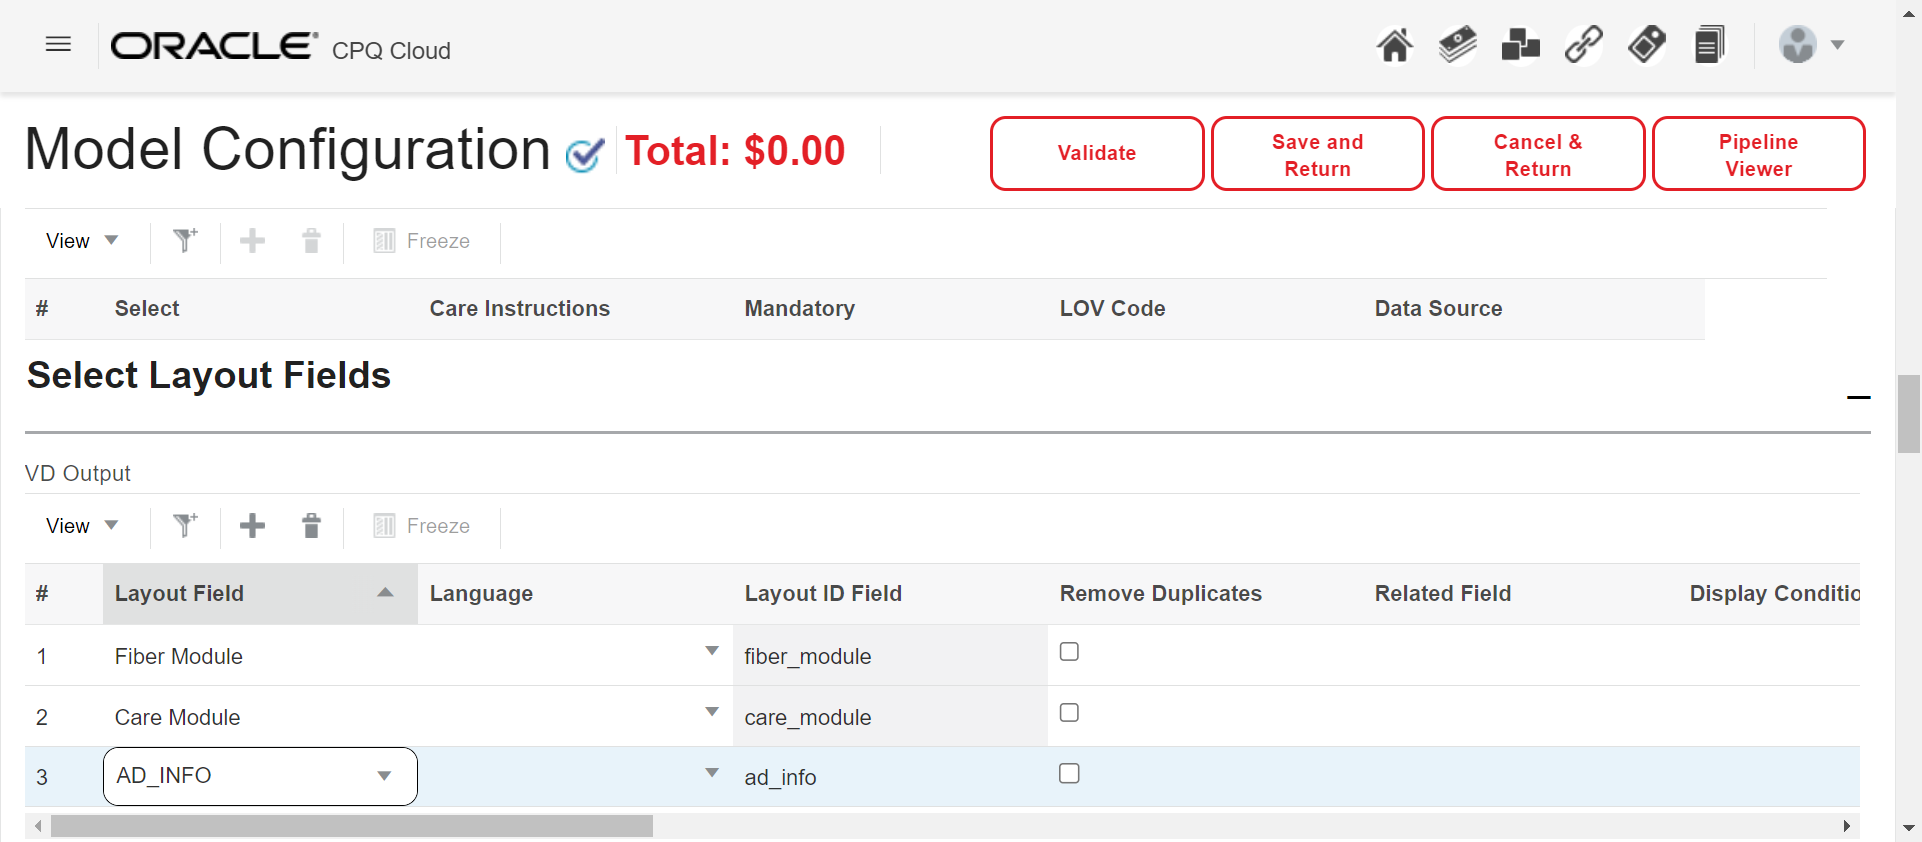 ORACLE® CPQ Cloud
Model Configuration Total: $0.00
Validate
Save and
Return
Cancel &
Return
Pipeline
Viewer
View Freeze
# Select Care Instructions Mandatory LOV Code Data Source
Select Layout Fields
VD Output
View Freeze
# Layout Field Language Layout ID Field Remove Duplicates Related Field Display Conditio
1 Fiber Module fiber_module
2 Care Module care_module
3 AD_INFO ad_info